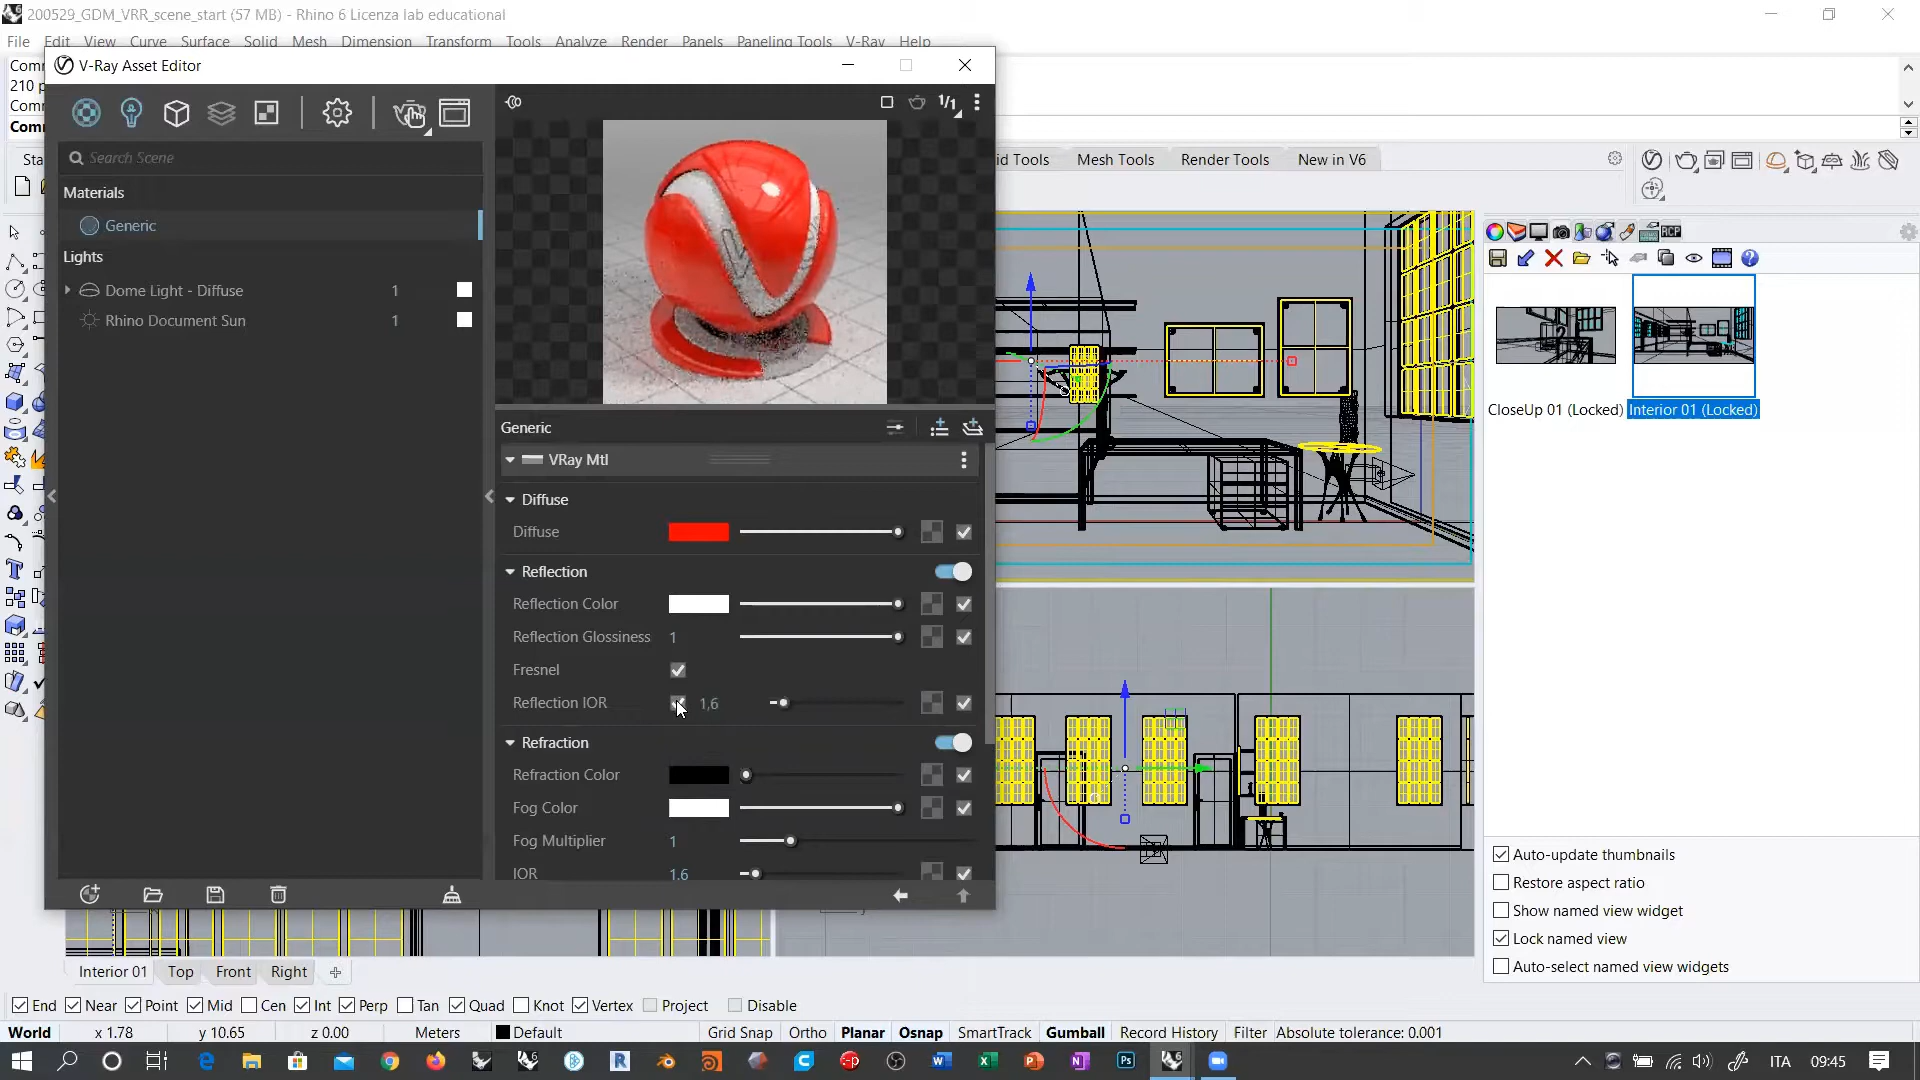 200529_GDM_VRR_scene_start (57 MB) - Rhino 6 Licenza lab educational
File Edit View Curve Surface Solid Mesh Dimension Transform Tools Analyze Render Panels Paneling Tools V-Ray Help
V-Ray Asset Editor
Search Scene
Materials
Generic
Lights
Dome Light - Diffuse 1
Rhino Document Sun 1
1/1
Generic
VRay Mtl
Diffuse
Diffuse
Reflection
Reflection Color
Reflection Glossiness 1
Fresnel
Reflection IOR 1,6
Refraction
Refraction Color
Fog Color
Fog Multiplier 1
IOR 1,6
Mesh Tools Render Tools New in V6
CloseUp 01 (Locked) Interior 01 (Locked)
Auto-update thumbnails
Restore aspect ratio
Show named view widget
Lock named view
Auto-select named view widgets
Interior 01 Top Front Right
End Near Point Mid Cen Int Perp Tan Quad Knot Vertex Project Disable
World x 1.78 y 10.65 z 0.00 Meters Default Grid Snap Ortho Planar Osnap SmartTrack Gumball Record History Filter Absolute tolerance: 0.001
ITA 09:45